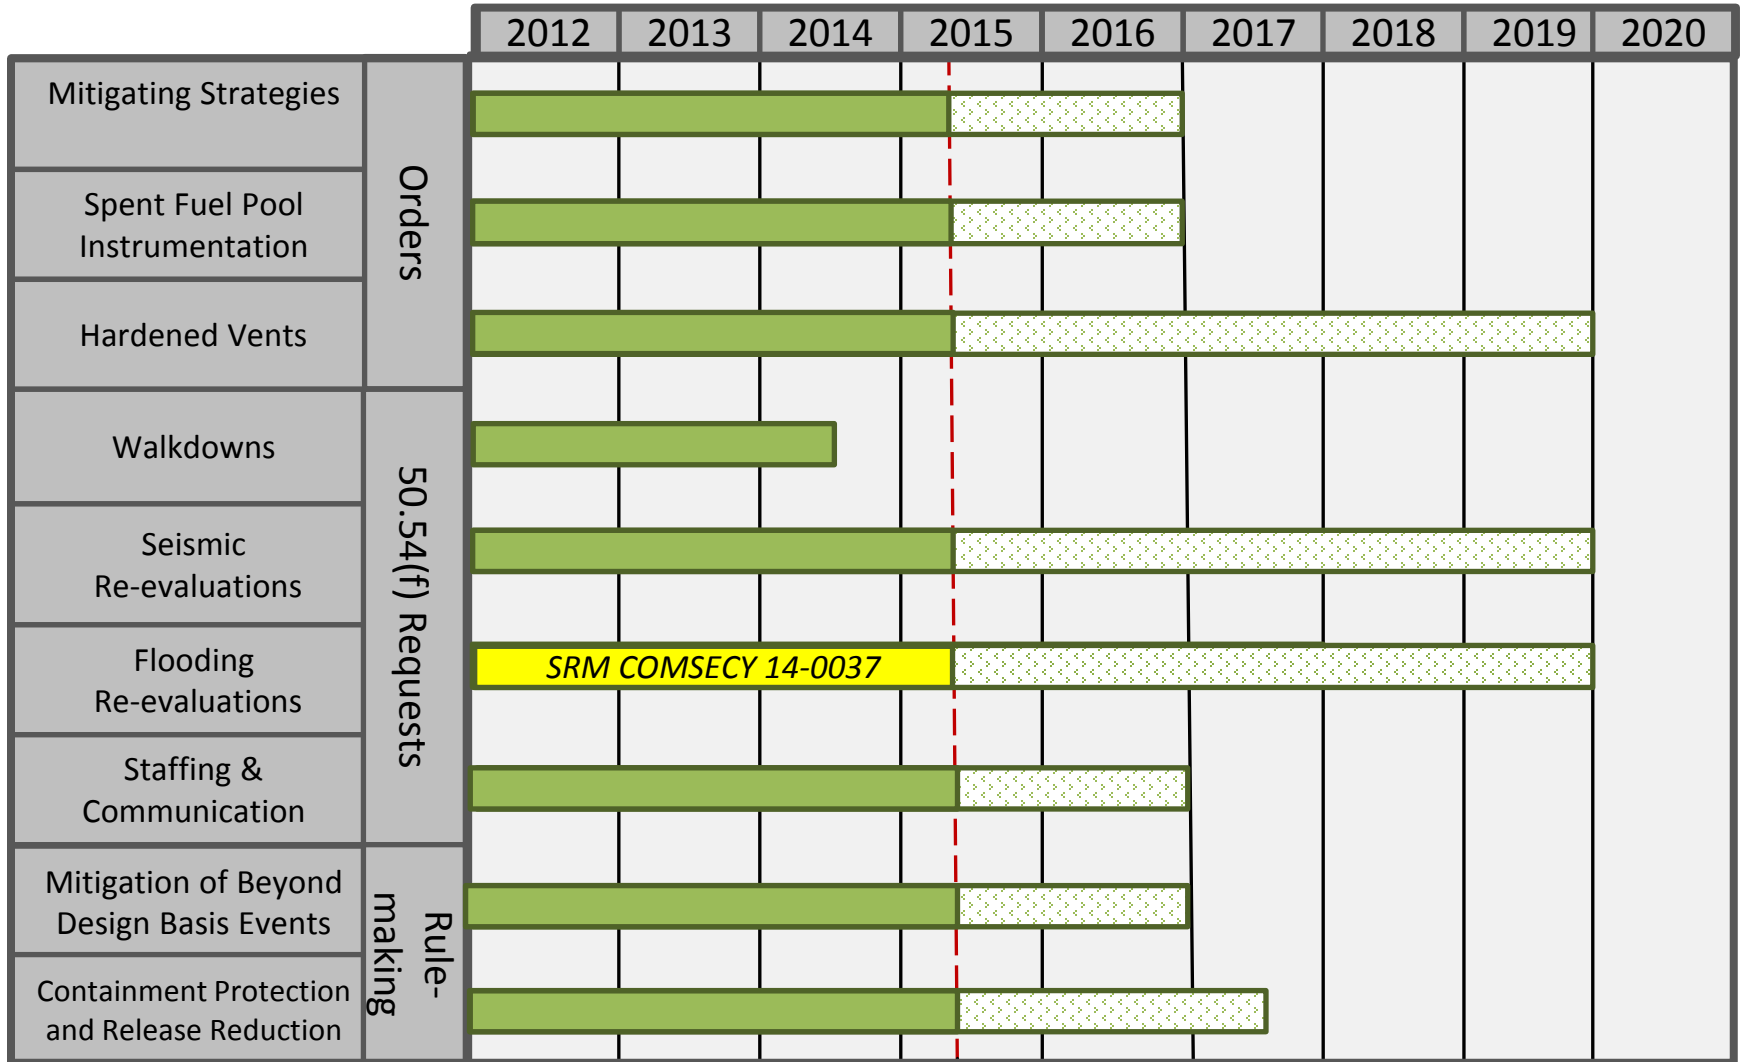 2012 2013 2014 2015 2016 2017 2018 2019 2020
Mitigating Strategies
Spent Fuel Pool
Instrumentation
Hardened Vents
Orders
Walkdowns
Seismic
Re-evaluations
Flooding
Re-evaluations
SRM COMSECY 14-0037
Staffing &
Communication
50.54(f) Requests
Mitigation of Beyond
Design Basis Events
Containment Protection
and Release Reduction
Rule-
making